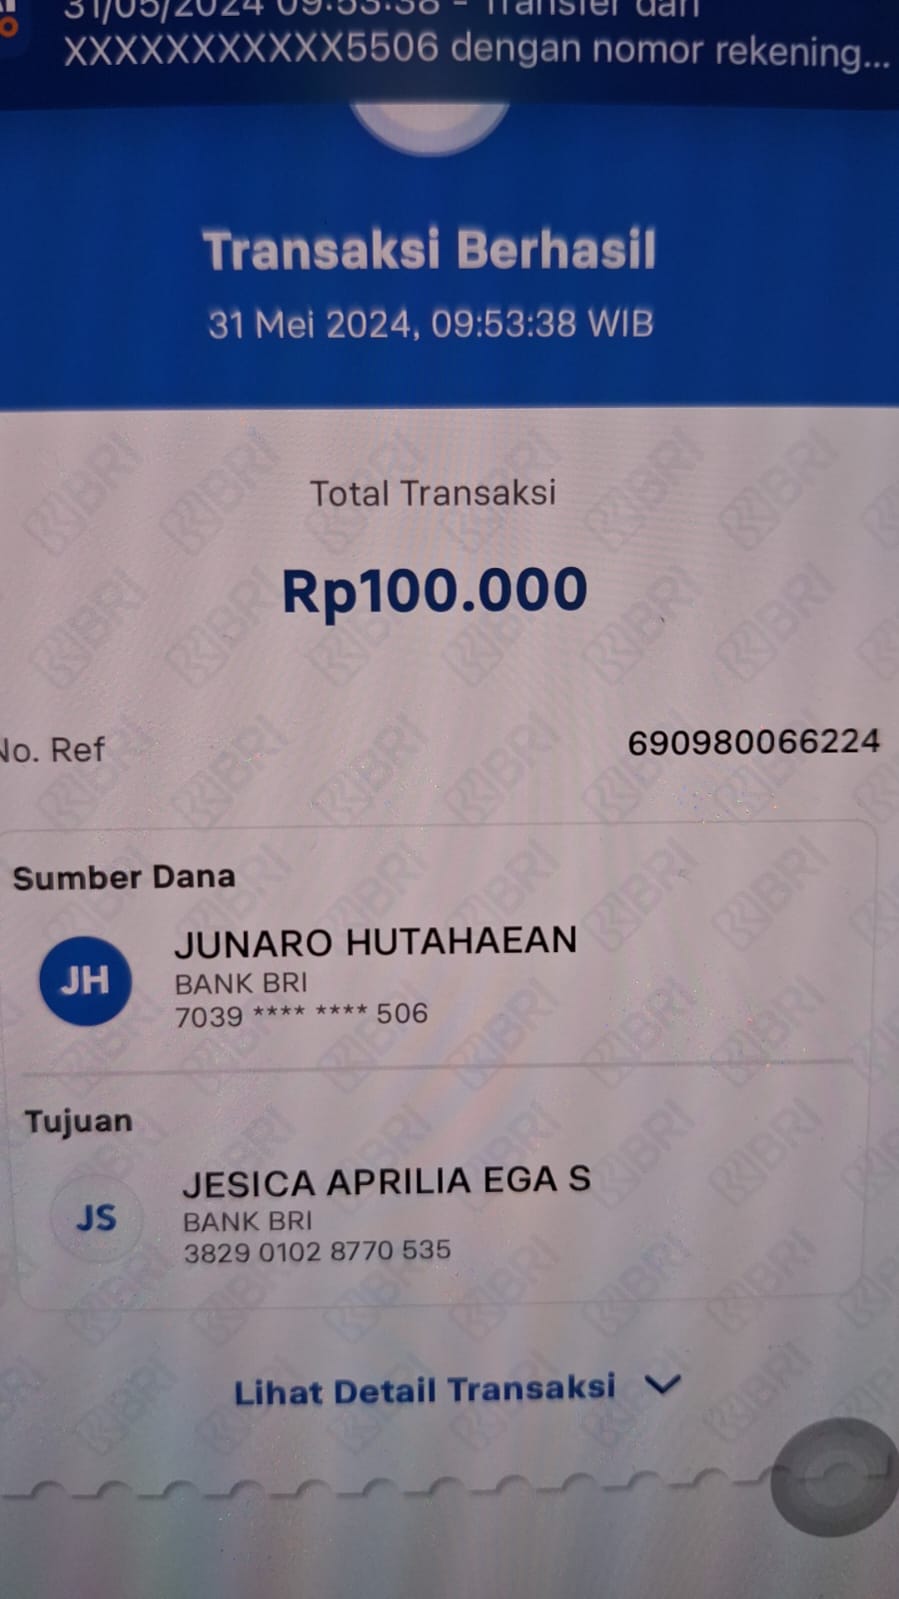 31/05/2024 09:53:38 - Transfer dari
XXXXXXXXXXX5506 dengan nomor rekening...
Transaksi Berhasil
31 Mei 2024, 09:53:38 WIB
Total Transaksi
Rp100.000
No. Ref
690980066224
Sumber Dana
JH
JUNARO HUTAHAEAN
BANK BRI
7039 **** **** 506
Tujuan
JS
JESICA APRILIA EGA S
BANK BRI
3829 0102 8770 535
Lihat Detail Transaksi
BRI